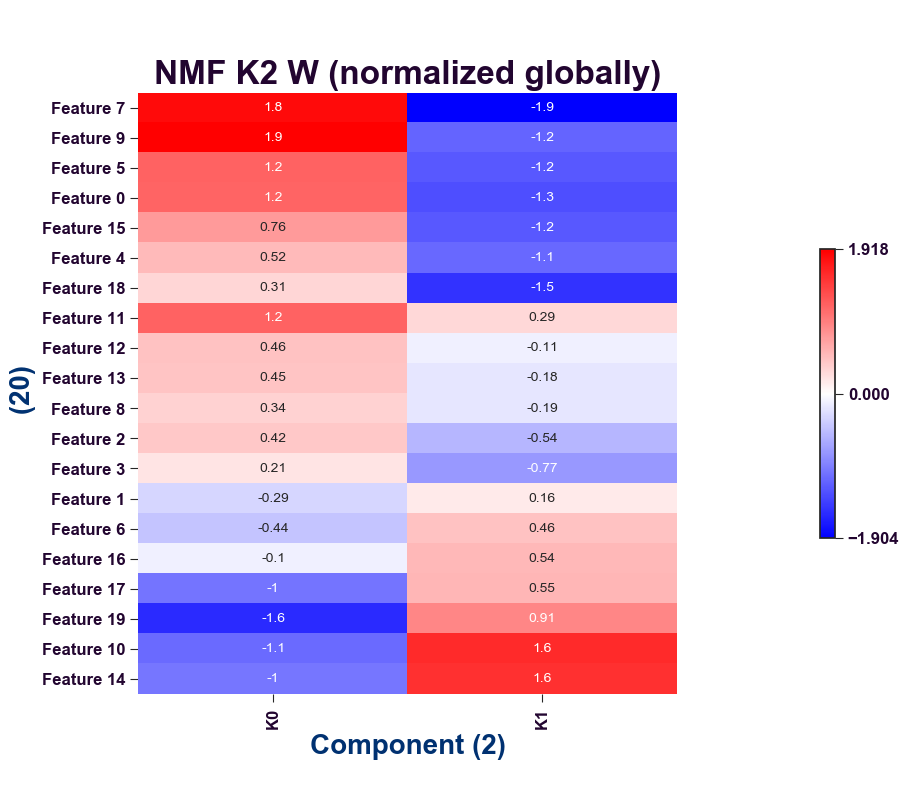 NMF K2 W (normalized globally)
Feature 7 1.8 -1.9
Feature 9 1.9 -1.2
Feature 5 1.2 -1.2
Feature 0 1.2 -1.3
Feature 15 0.76 -1.2
Feature 4 0.52 -1.1
Feature 18 0.31 -1.5
Feature 11 1.2 0.29
Feature 12 0.46 -0.11
Feature 13 0.45 -0.18
Feature 8 0.34 -0.19
Feature 2 0.42 -0.54
Feature 3 0.21 -0.77
Feature 1 -0.29 0.16
Feature 6 -0.44 0.46
Feature 16 -0.1 0.54
Feature 17 -1 0.55
Feature 19 -1.6 0.91
Feature 10 -1.1 1.6
Feature 14 -1 1.6
(20)
K0 K1
Component (2)
1.918
0.000
−1.904